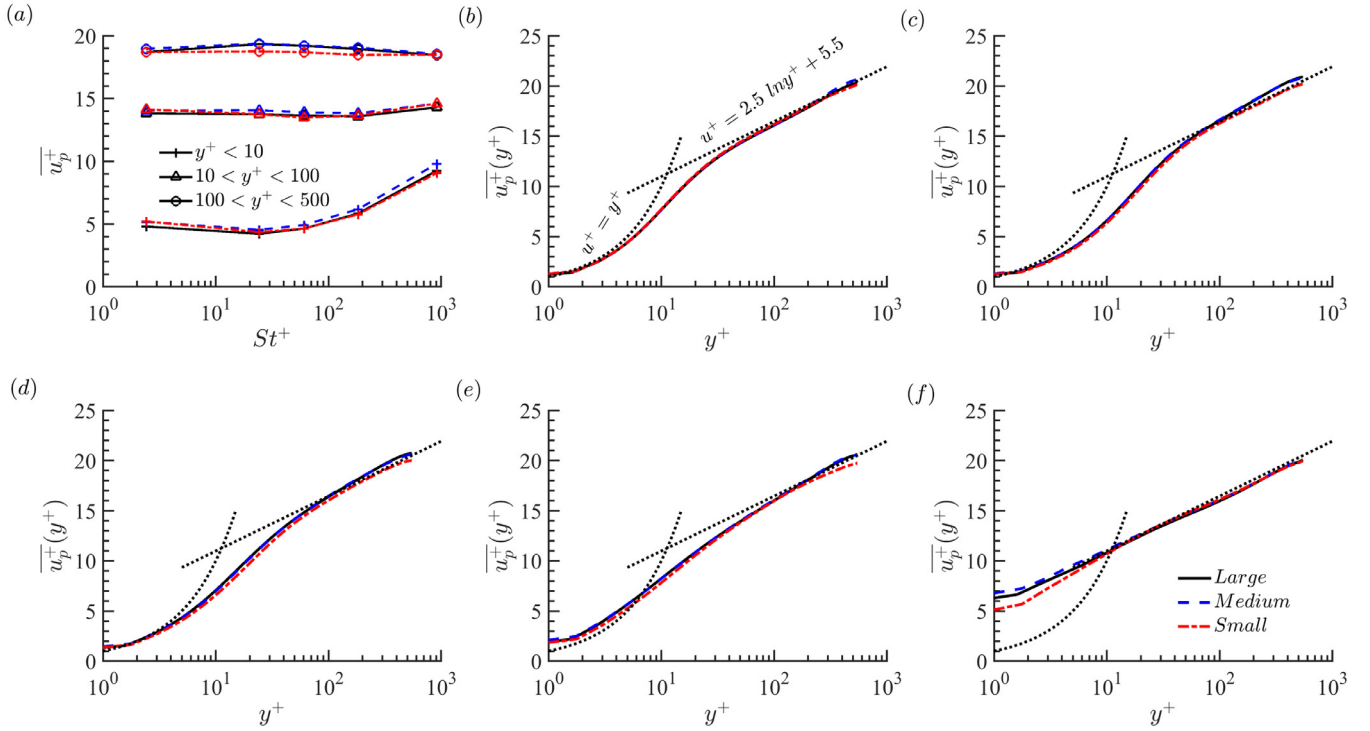 (a)
20
15
10
5
0
10^0
10^1
10^2
10^3
St^+
\overline{u_p^+}
y^+ < 10
10 < y^+ < 100
100 < y^+ < 500
(b)
25
20
15
10
5
0
10^0
10^1
10^2
10^3
y^+
\overline{u_p^+}(y^+)
u^+ = y^+
u^+ = 2.5 lny^+ + 5.5
(c)
25
20
15
10
5
0
10^0
10^1
10^2
10^3
y^+
\overline{u_p^+}(y^+)
(d)
25
20
15
10
5
0
10^0
10^1
10^2
10^3
y^+
\overline{u_p^+}(y^+)
(e)
25
20
15
10
5
0
10^0
10^1
10^2
10^3
y^+
\overline{u_p^+}(y^+)
(f)
25
20
15
10
5
0
10^0
10^1
10^2
10^3
y^+
\overline{u_p^+}(y^+)
Large
Medium
Small